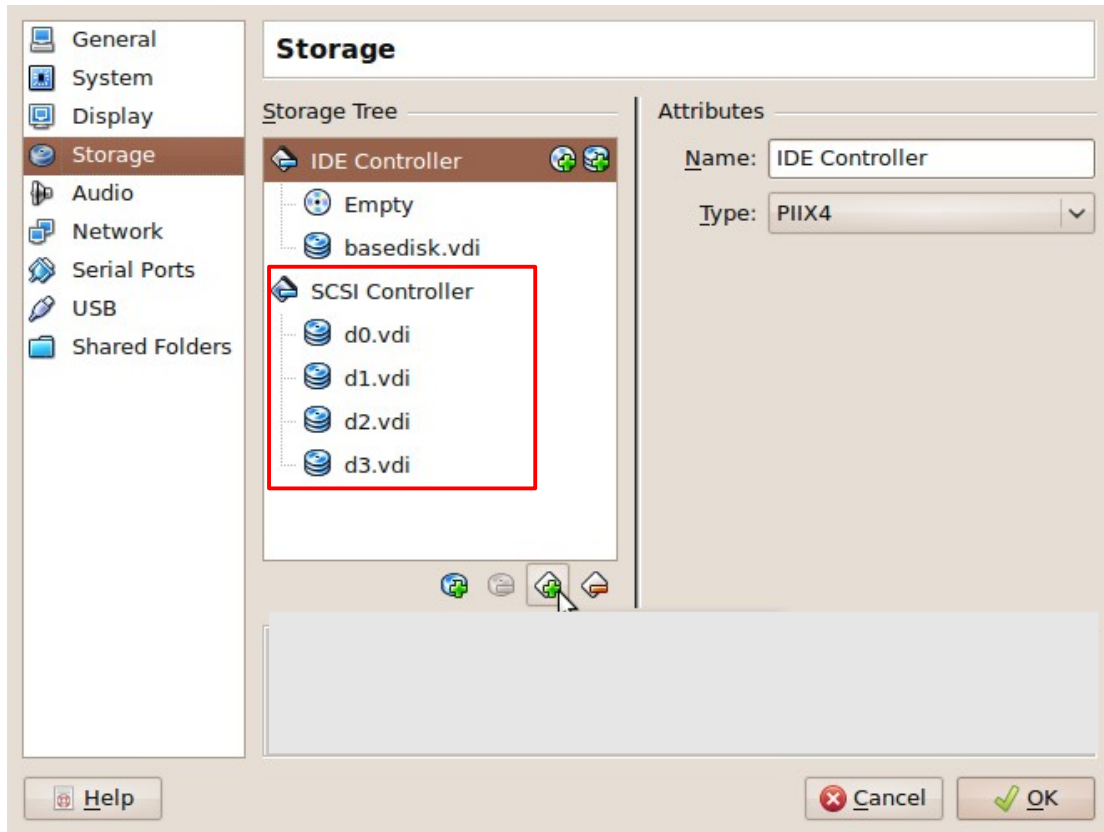 General
System
Display
Storage
Audio
Network
Serial Ports
USB
Shared Folders
Storage
Storage Tree
IDE Controller
Empty
basedisk.vdi
SCSI Controller
d0.vdi
d1.vdi
d2.vdi
d3.vdi
Attributes
Name: IDE Controller
Type: PIIX4
Help
Cancel
OK